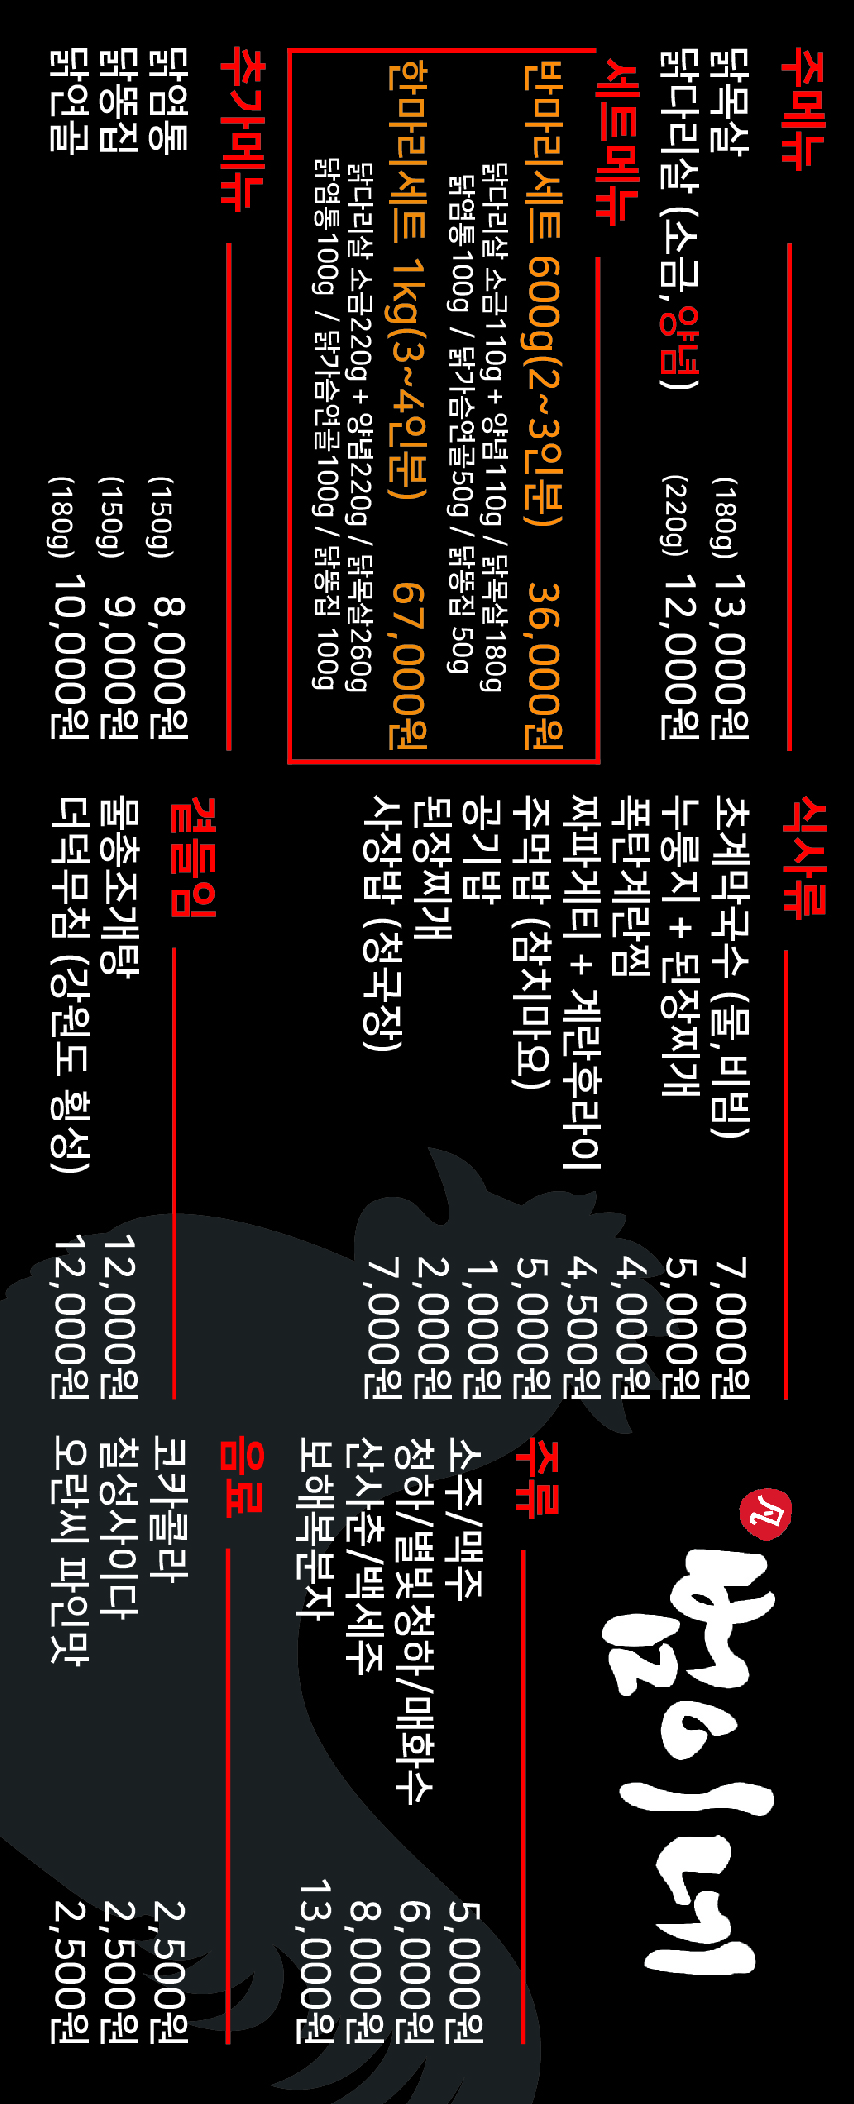 주메뉴
닭목살 (180g) 13,000원
닭다리살 (소금,양념) (220g) 12,000원
세트메뉴
반마리세트 600g(2~3인분) 36,000원
닭다리살 소금110g + 양념110g / 닭목살180g
닭염통100g / 닭가슴연골50g / 닭똥집 50g
한마리세트 1kg(3~4인분) 67,000원
닭다리살 소금220g + 양념220g / 닭목살260g
닭염통100g / 닭가슴연골100g / 닭똥집 100g
추가메뉴
닭염통 (150g) 8,000원
닭똥집 (150g) 9,000원
닭연골 (180g) 10,000원
식사류
초계막국수 (물,비빔) 7,000원
누룽지 + 된장찌개 5,000원
폭탄계란찜 4,000원
짜파게티 + 계란후라이 4,500원
주먹밥 (참치마요) 5,000원
공기밥 1,000원
된장찌개 2,000원
사장밥 (청국장) 7,000원
곁들임
물총조개탕 12,000원
더덕무침 (강원도 횡성) 12,000원
주류
소주/맥주 5,000원
청하/별빛청하/매화수 6,000원
산사춘/백세주 8,000원
보해복분자 13,000원
음료
코카콜라 2,500원
칠성사이다 2,500원
오란씨 파인맛 2,500원